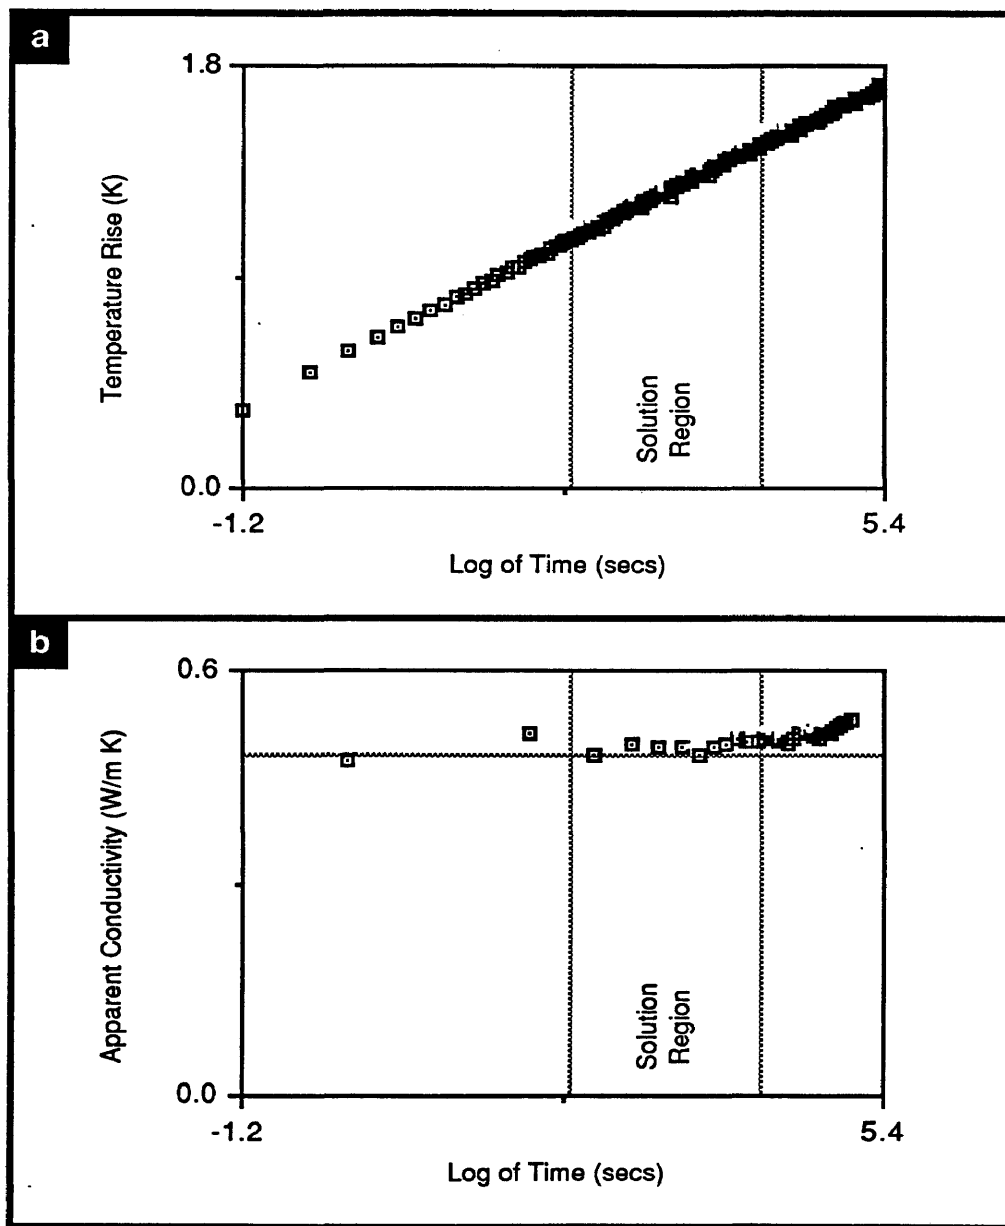 a
1.8
Temperature Rise (K)
Solution
Region
0.0
-1.2
5.4
Log of Time (secs)
b
0.6
Apparent Conductivity (W/m K)
Solution
Region
0.0
-1.2
5.4
Log of Time (secs)